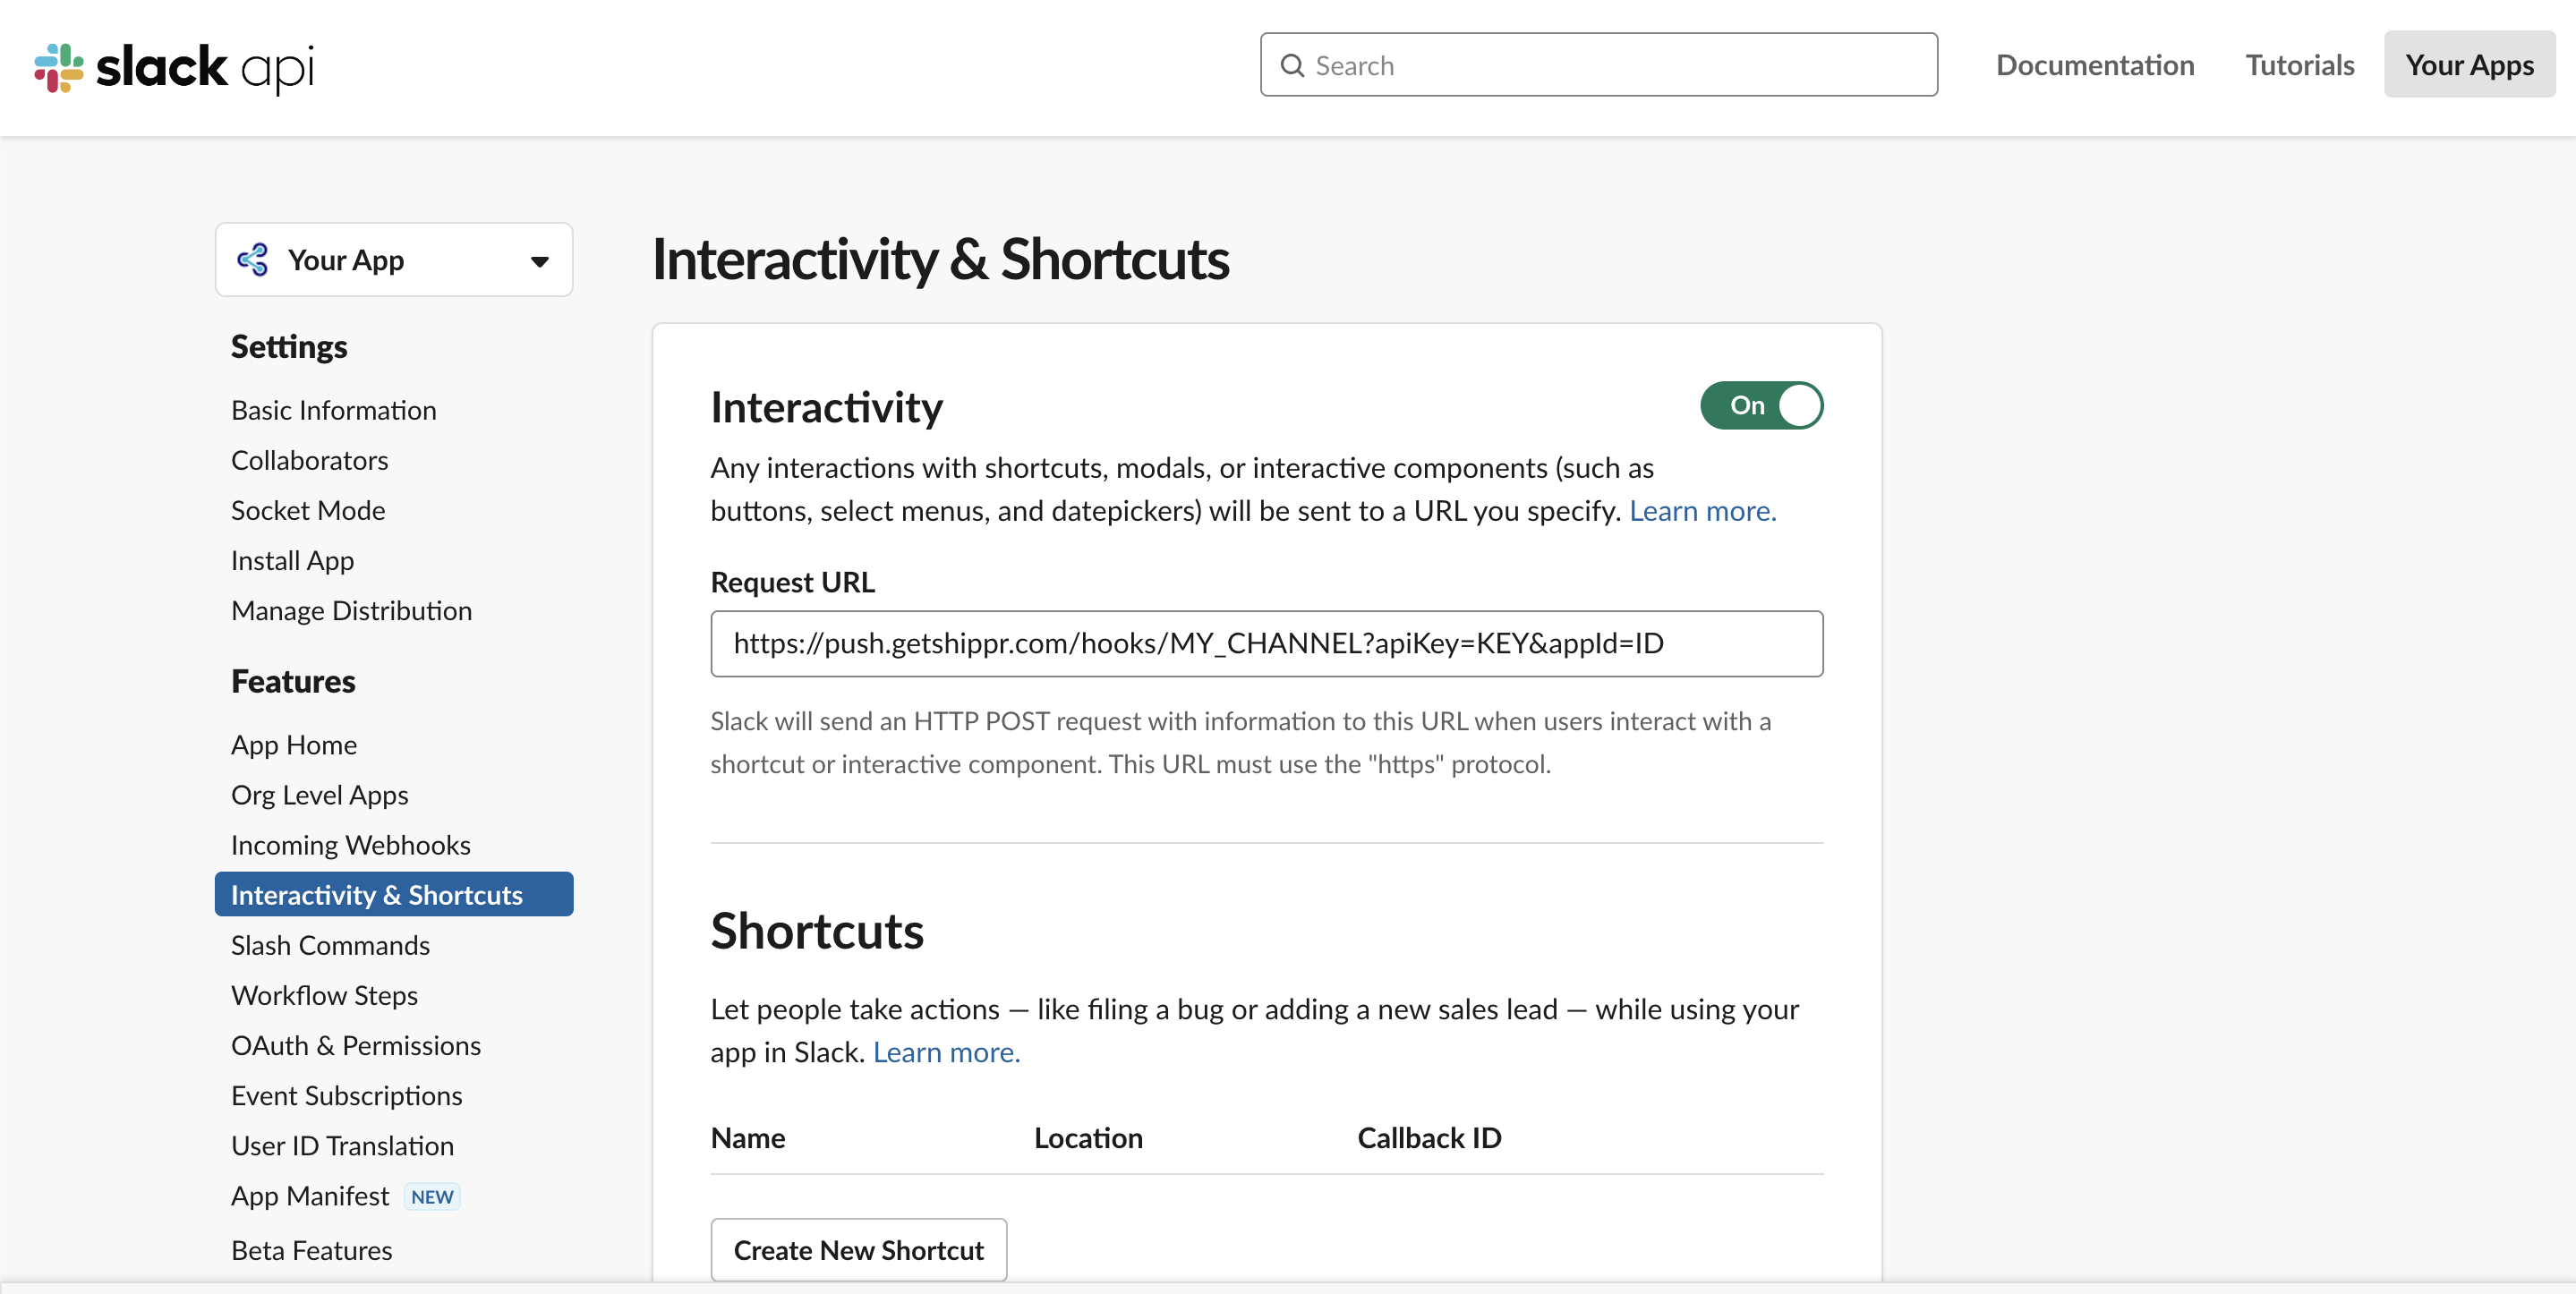 slack api
Search
Documentation
Tutorials
Your Apps
Your App
Settings
Basic Information
Collaborators
Socket Mode
Install App
Manage Distribution
Features
App Home
Org Level Apps
Incoming Webhooks
Interactivity & Shortcuts
Slash Commands
Workflow Steps
OAuth & Permissions
Event Subscriptions
User ID Translation
App Manifest NEW
Beta Features
Interactivity & Shortcuts
Interactivity
On
Any interactions with shortcuts, modals, or interactive components (such as
buttons, select menus, and datepickers) will be sent to a URL you specify. Learn more.
Request URL
https://push.getshippr.com/hooks/MY_CHANNEL?apiKey=KEY&appId=ID
Slack will send an HTTP POST request with information to this URL when users interact with a
shortcut or interactive component. This URL must use the "https" protocol.
Shortcuts
Let people take actions — like filing a bug or adding a new sales lead — while using your
app in Slack. Learn more.
Name Location Callback ID
Create New Shortcut